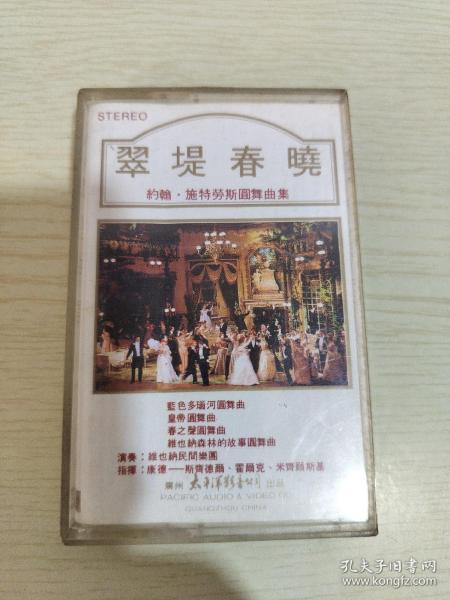 STEREO
翠堤春曉
約翰·施特勞斯圓舞曲集
藍色多瑙河圓舞曲
皇帝圓舞曲
春之聲圓舞曲
維也納森林的故事圓舞曲
演奏：維也納民間樂團
指揮：康德——斯齊德爾、霍爾克、米齊爾斯基
廣州 太平洋影音公司 出品
PACIFIC AUDIO & VIDEO CO.
GUANGZHOU CHINA
孔夫子旧书网
www.kongfz.com